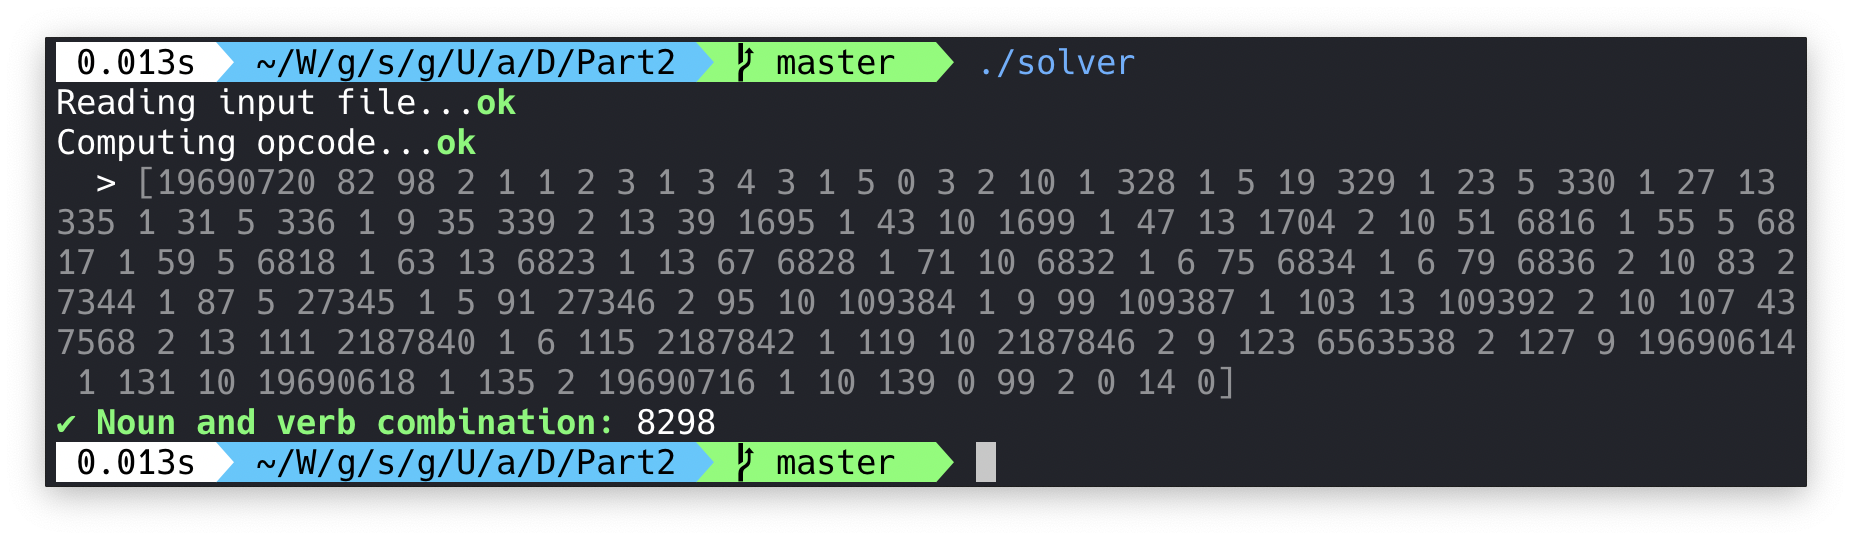 0.013s ~/W/g/s/g/U/a/D/Part2 master ./solver
Reading input file...ok
Computing opcode...ok
> [19690720 82 98 2 1 1 2 3 1 3 4 3 1 5 0 3 2 10 1 328 1 5 19 329 1 23 5 330 1 27 13
335 1 31 5 336 1 9 35 339 2 13 39 1695 1 43 10 1699 1 47 13 1704 2 10 51 6816 1 55 5 68
17 1 59 5 6818 1 63 13 6823 1 13 67 6828 1 71 10 6832 1 6 75 6834 1 6 79 6836 2 10 83 2
7344 1 87 5 27345 1 5 91 27346 2 95 10 109384 1 9 99 109387 1 103 13 109392 2 10 107 43
7568 2 13 111 2187840 1 6 115 2187842 1 119 10 2187846 2 9 123 6563538 2 127 9 19690614
1 131 10 19690618 1 135 2 19690716 1 10 139 0 99 2 0 14 0]
✔ Noun and verb combination: 8298
0.013s ~/W/g/s/g/U/a/D/Part2 master